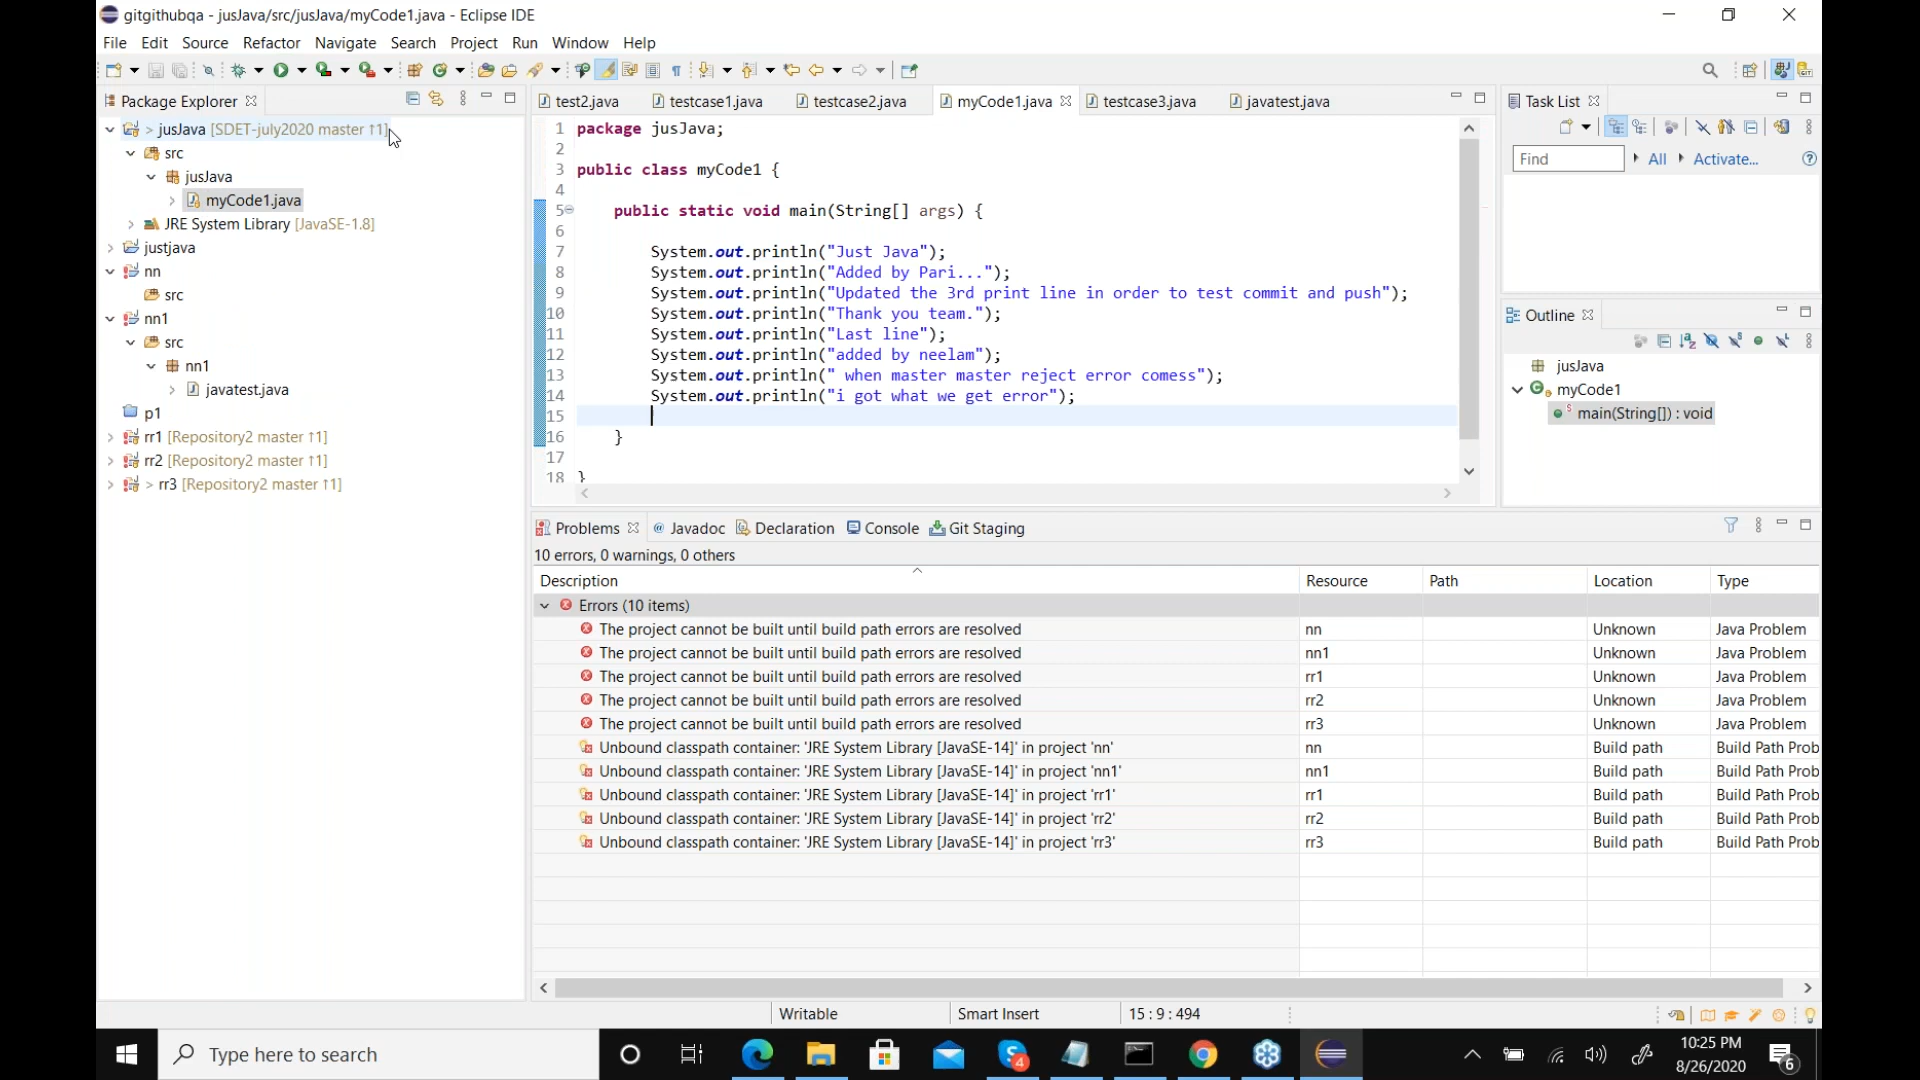 gitgithubqa - jusJava/src/jusJava/myCode1.java - Eclipse IDE
File Edit Source Refactor Navigate Search Project Run Window Help
Package Explorer
> jusJava [SDET-july2020 master ↑1]
src
jusJava
myCode1.java
JRE System Library [JavaSE-1.8]
justjava
nn
src
nn1
src
nn1
javatest.java
p1
rr1 [Repository2 master ↑1]
rr2 [Repository2 master ↑1]
> rr3 [Repository2 master ↑1]
test2.java testcase1.java testcase2.java myCode1.java testcase3.java javatest.java
1 package jusJava;
2
3 public class myCode1 {
4
5 public static void main(String[] args) {
6
7 System.out.println("Just Java");
8 System.out.println("Added by Pari...");
9 System.out.println("Updated the 3rd print line in order to test commit and push");
10 System.out.println("Thank you team.");
11 System.out.println("Last line");
12 System.out.println("added by neelam");
13 System.out.println(" when master master reject error comess");
14 System.out.println("i got what we get error");
15
16 }
17
18 }
Task List
Find All Activate...
Outline
jusJava
myCode1
main(String[]) : void
Problems Javadoc Declaration Console Git Staging
10 errors, 0 warnings, 0 others
Description Resource Path Location Type
Errors (10 items)
The project cannot be built until build path errors are resolved nn Unknown Java Problem
The project cannot be built until build path errors are resolved nn1 Unknown Java Problem
The project cannot be built until build path errors are resolved rr1 Unknown Java Problem
The project cannot be built until build path errors are resolved rr2 Unknown Java Problem
The project cannot be built until build path errors are resolved rr3 Unknown Java Problem
Unbound classpath container: 'JRE System Library [JavaSE-14]' in project 'nn' nn Build path Build Path Prob
Unbound classpath container: 'JRE System Library [JavaSE-14]' in project 'nn1' nn1 Build path Build Path Prob
Unbound classpath container: 'JRE System Library [JavaSE-14]' in project 'rr1' rr1 Build path Build Path Prob
Unbound classpath container: 'JRE System Library [JavaSE-14]' in project 'rr2' rr2 Build path Build Path Prob
Unbound classpath container: 'JRE System Library [JavaSE-14]' in project 'rr3' rr3 Build path Build Path Prob
Writable Smart Insert 15 : 9 : 494
Type here to search
4
10:25 PM
8/26/2020
6